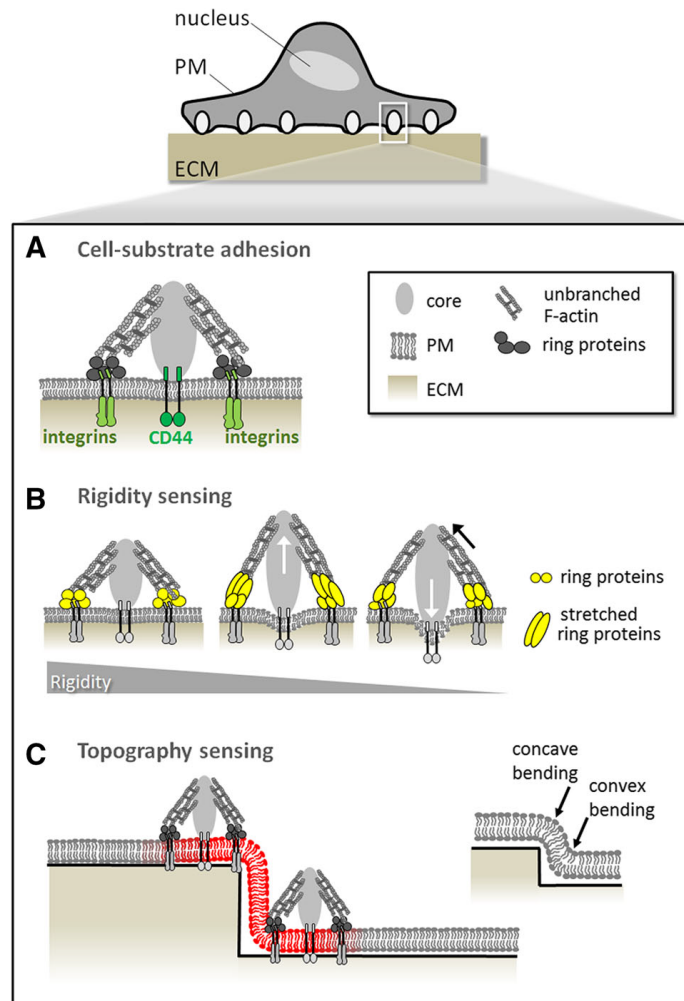 nucleus
PM
ECM
A Cell-substrate adhesion
core
unbranched
F-actin
PM
ring proteins
ECM
integrins CD44 integrins
B Rigidity sensing
ring proteins
stretched
ring proteins
Rigidity
C Topography sensing
concave
bending
convex
bending